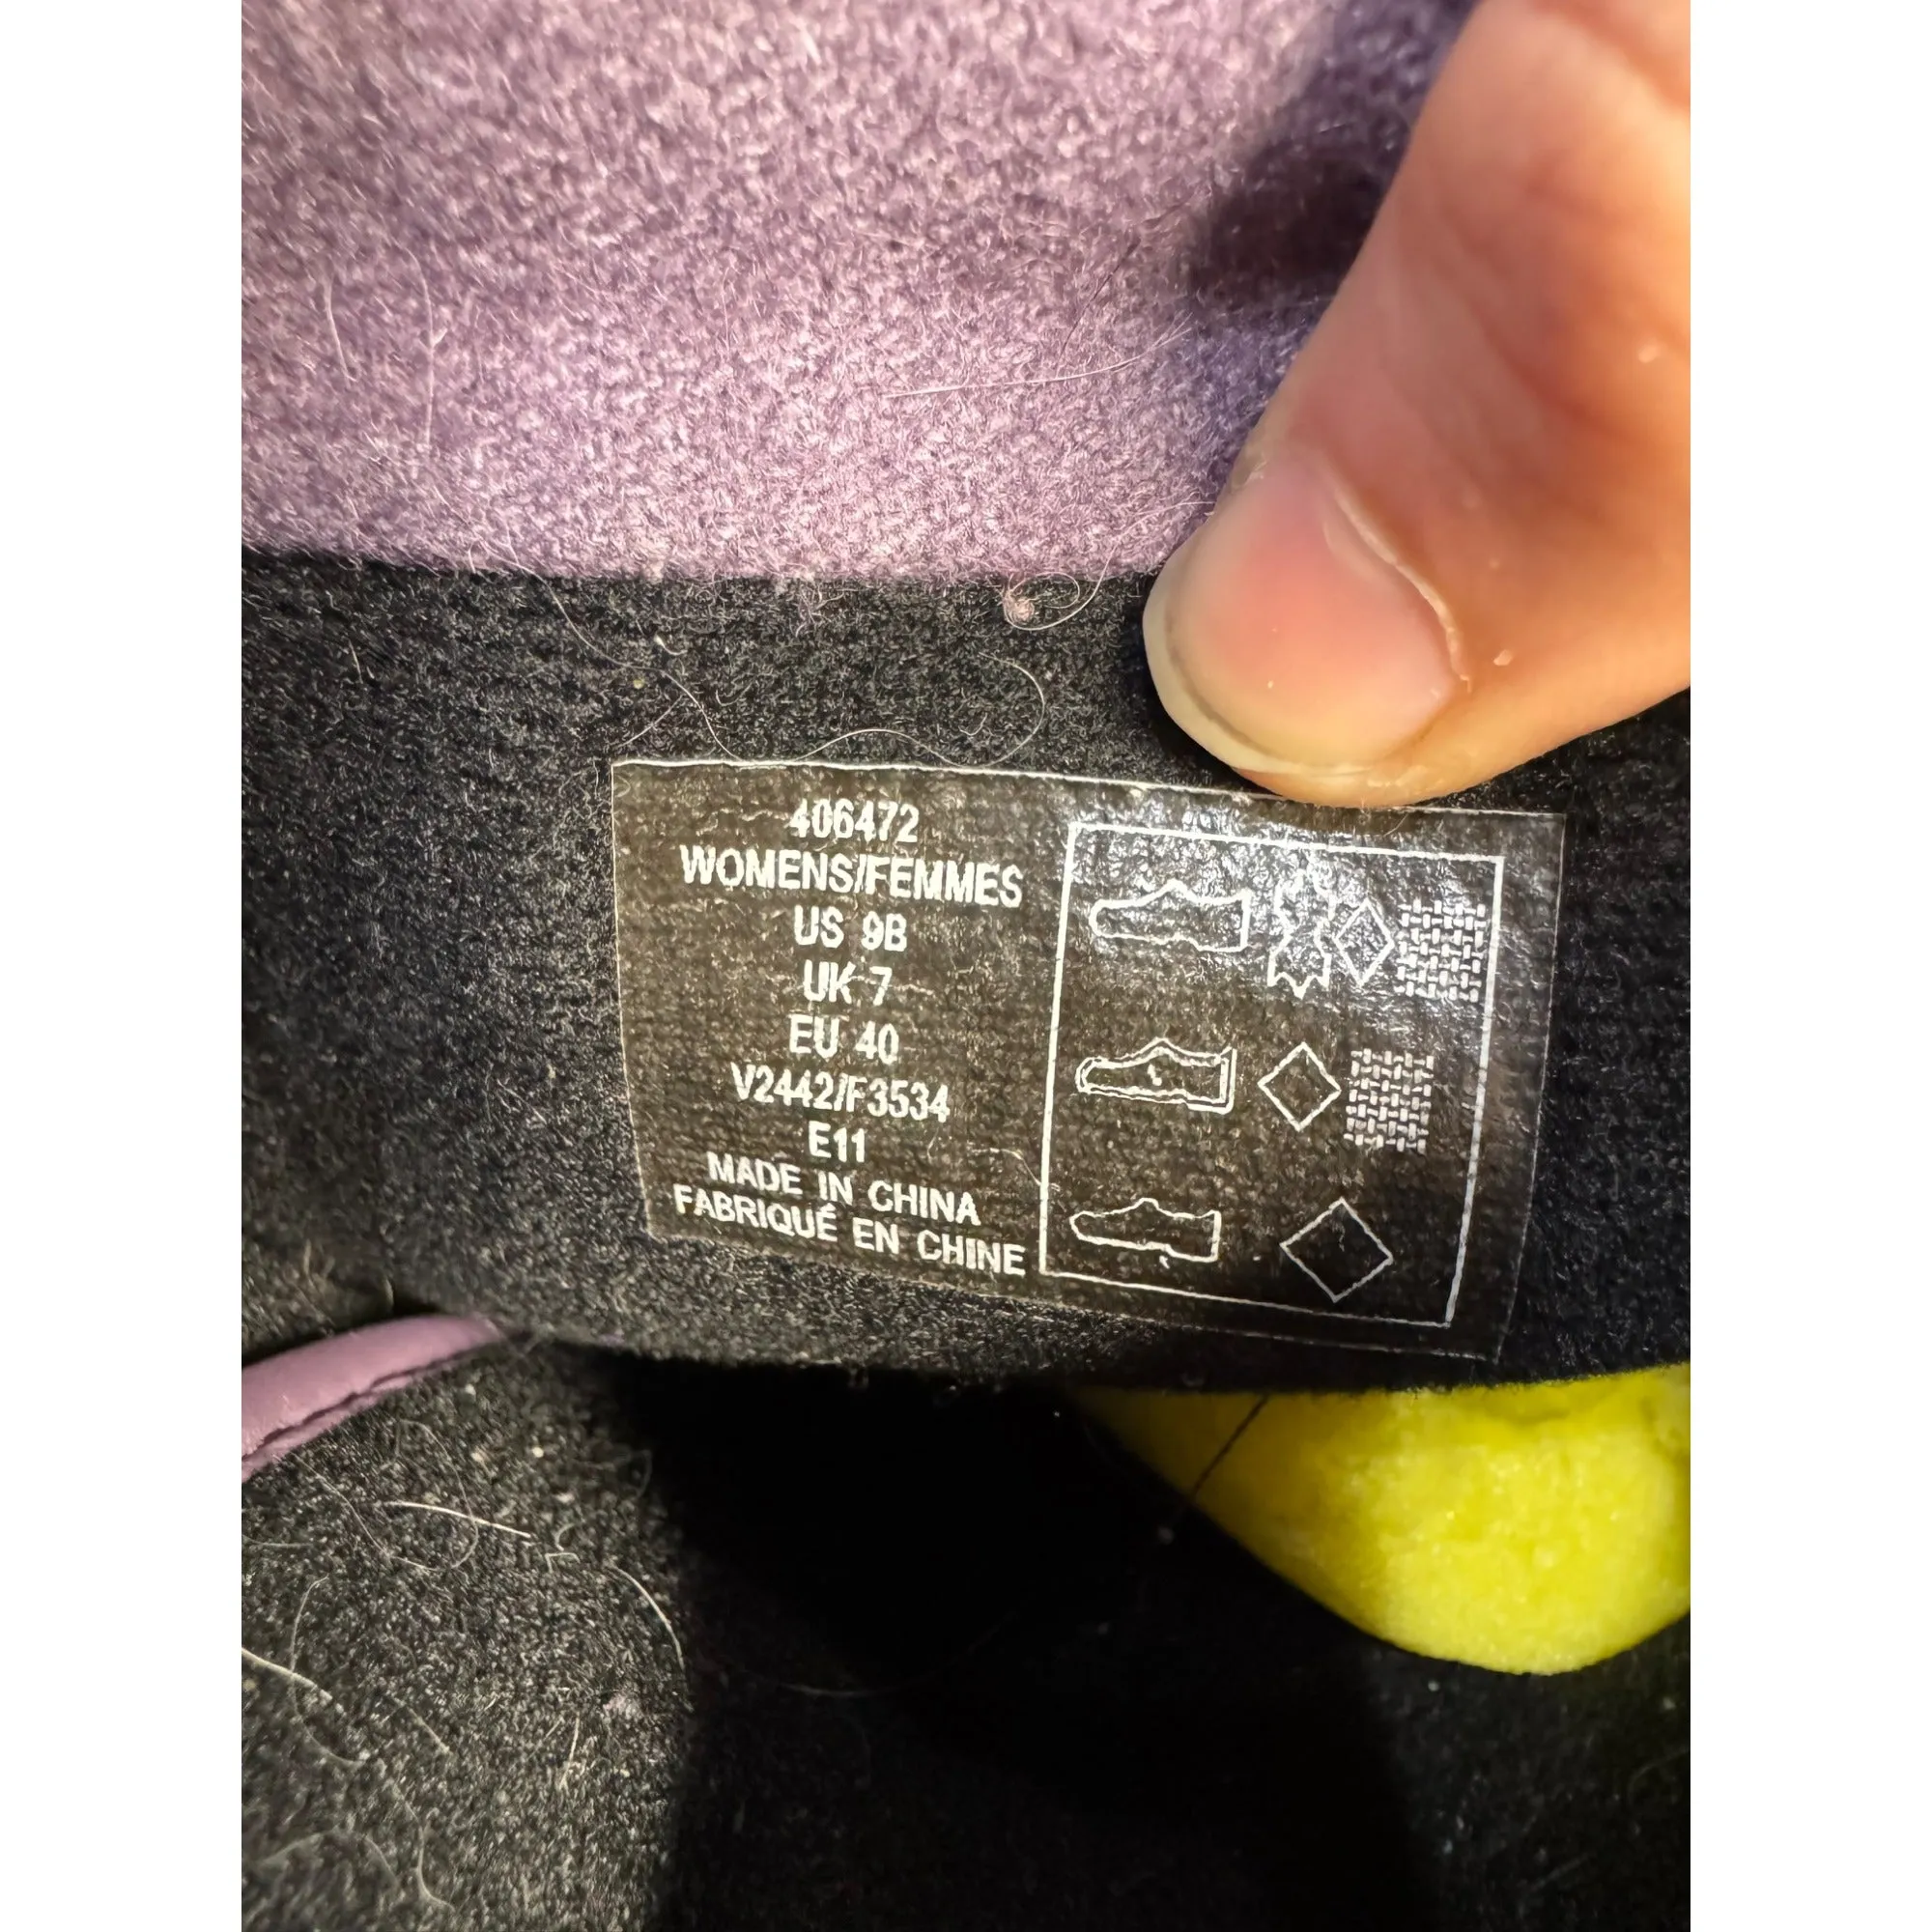 406472
WOMENS/FEMMES
US 9B
UK 7
EU 40
V2442/F3534
E11
MADE IN CHINA
FABRIQUÉ EN CHINE